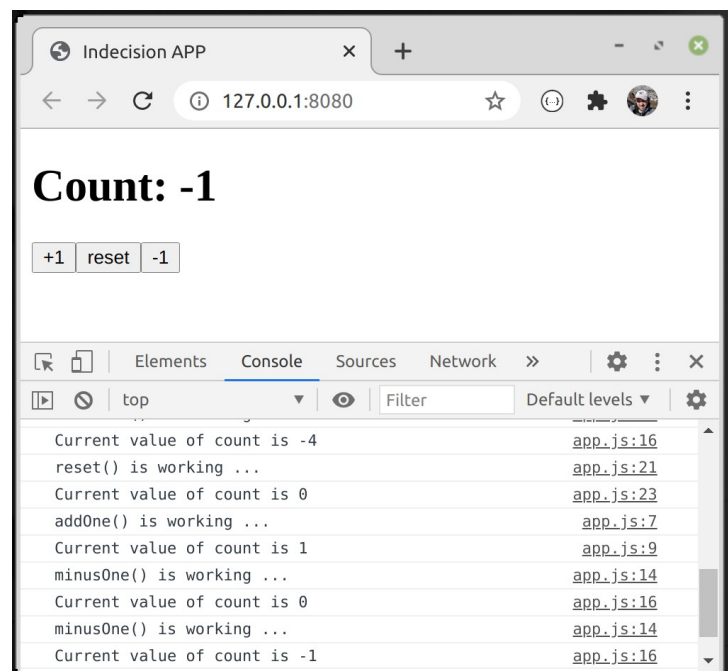 Indecision APP
127.0.0.1:8080
Count: -1
+1 reset -1
Elements Console Sources Network »
top Filter Default levels
Current value of count is -4 app.js:16
reset() is working ... app.js:21
Current value of count is 0 app.js:23
addOne() is working ... app.js:7
Current value of count is 1 app.js:9
minusOne() is working ... app.js:14
Current value of count is 0 app.js:16
minusOne() is working ... app.js:14
Current value of count is -1 app.js:16